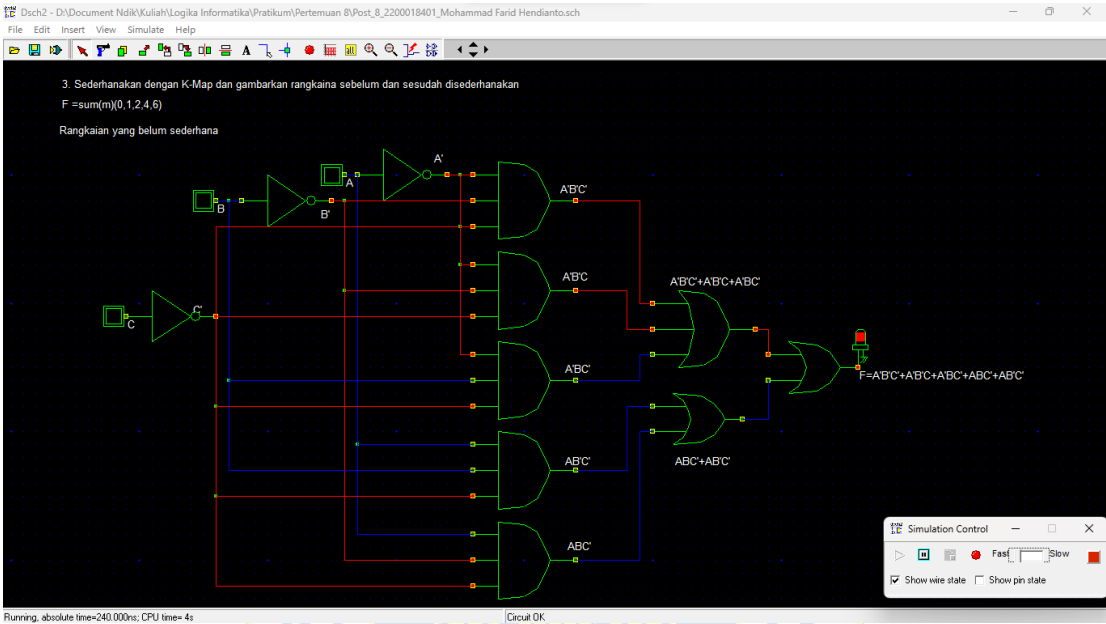 Dsch2 - D:\Document Ndik\Kuliah\Logika Informatika\Pratikum\Pertemuan 8\Post_8_2200018401_Mohammad Farid Hendianto.sch
File Edit Insert View Simulate Help
3. Sederhanakan dengan K-Map dan gambarkan rangkaina sebelum dan sesudah disederhanakan
F =sum(m)(0,1,2,4,6)
Rangkaian yang belum sederhana
A'
A
B
B'
A'B'C'
A'B'C
A'B'C'+A'B'C+A'BC'
C'
C
A'BC'
F=A'B'C'+A'B'C+A'BC'+ABC'+AB'C'
AB'C'
ABC'+AB'C'
ABC'
Simulation Control
Fast Slow
Show wire state Show pin state
Running, absolute time=240.000ns; CPU time= 4s
Circuit OK